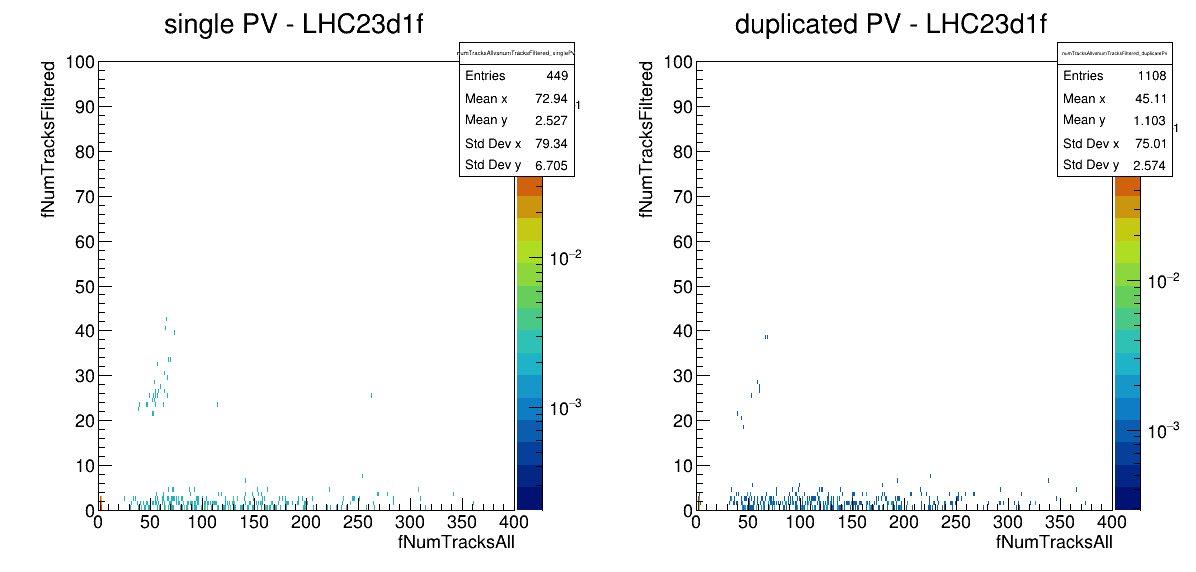 single PV - LHC23d1f
numTracksAllvsnumTracksFiltered_singlePV
Entries 449
Mean x 72.94
Mean y 2.527
Std Dev x 79.34
Std Dev y 6.705
fNumTracksFiltered
100
90
80
70
60
50
40
30
20
10
0
0 50 100 150 200 250 300 350 400
fNumTracksAll
1
10−2
10−3
duplicated PV - LHC23d1f
numTracksAllvsnumTracksFiltered_duplicatePV
Entries 1108
Mean x 45.11
Mean y 1.103
Std Dev x 75.01
Std Dev y 2.574
fNumTracksFiltered
100
90
80
70
60
50
40
30
20
10
0
0 50 100 150 200 250 300 350 400
fNumTracksAll
1
10−2
10−3